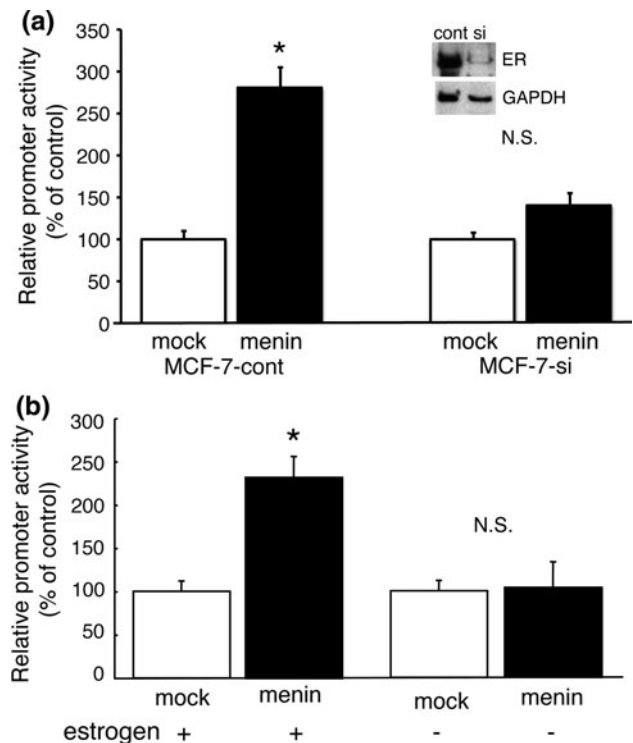 (a)
Relative promoter activity
(% of control)
350
300
250
200
150
100
50
0
*
cont si
ER
GAPDH
N.S.
mock menin mock menin
MCF-7-cont MCF-7-si
(b)
Relative promoter activity
(% of control)
300
250
200
150
100
50
0
*
N.S.
mock menin mock menin
estrogen + + - -